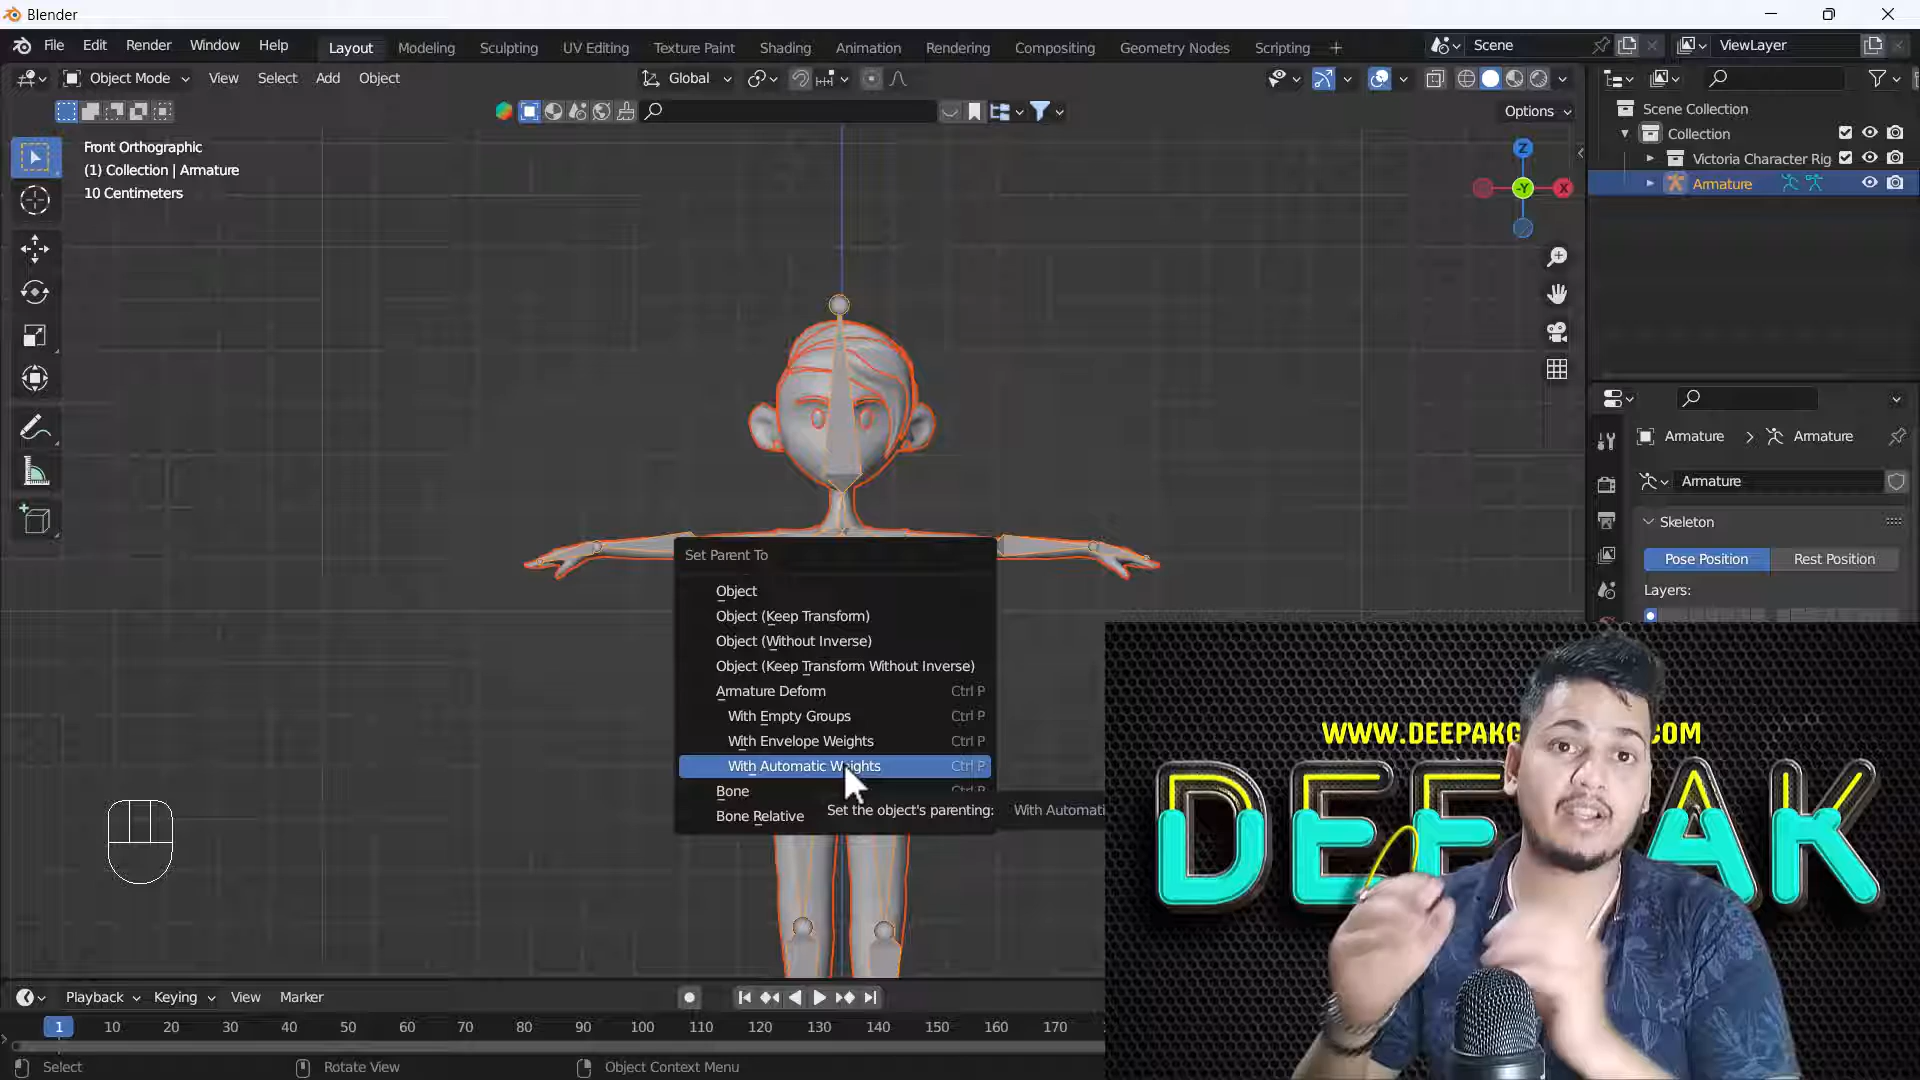 Blender
File Edit Render Window Help Layout Modeling Sculpting UV Editing Texture Paint Shading Animation Rendering Compositing Geometry Nodes Scripting + Scene ViewLayer
Object Mode View Select Add Object Global
Options
Front Orthographic
(1) Collection | Armature
10 Centimeters
Z
-Y X
Scene Collection
Collection
Victoria Character Rig
Armature
Armature > Armature
Armature
Skeleton
Pose Position Rest Position
Layers:
Set Parent To
Object
Object (Keep Transform)
Object (Without Inverse)
Object (Keep Transform Without Inverse)
Armature Deform Ctrl P
With Empty Groups Ctrl P
With Envelope Weights Ctrl P
With Automatic Weights Ctrl P
Bone Ctrl P
Bone Relative
Set the object's parenting: With Automati
WWW.DEEPAKG COM
DEEPAK
Playback Keying View Marker
1 10 20 30 40 50 60 70 80 90 100 110 120 130 140 150 160 170
Select Rotate View Object Context Menu